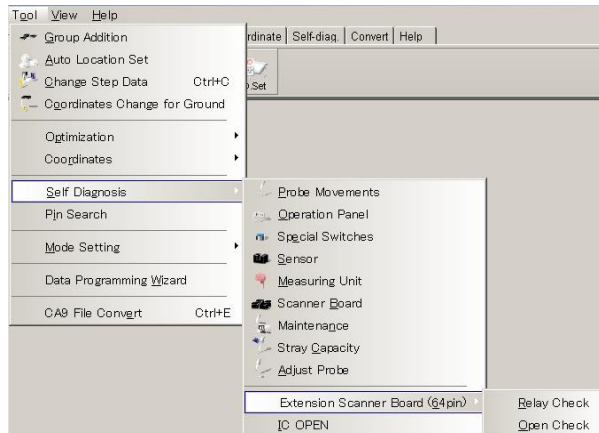 Tool View Help
rdinate Self-diag. Convert Help
Group Addition
Auto Location Set
Change Step Data Ctrl+C
.Set
Coordinates Change for Ground
Optimization
Coordinates
Self Diagnosis
Pin Search
Mode Setting
Data Programming Wizard
CA9 File Convert Ctrl+E
Probe Movements
Operation Panel
Special Switches
Sensor
Measuring Unit
Scanner Board
Maintenance
Stray Capacity
Adjust Probe
Extension Scanner Board (64pin)
IC OPEN
Relay Check
Open Check